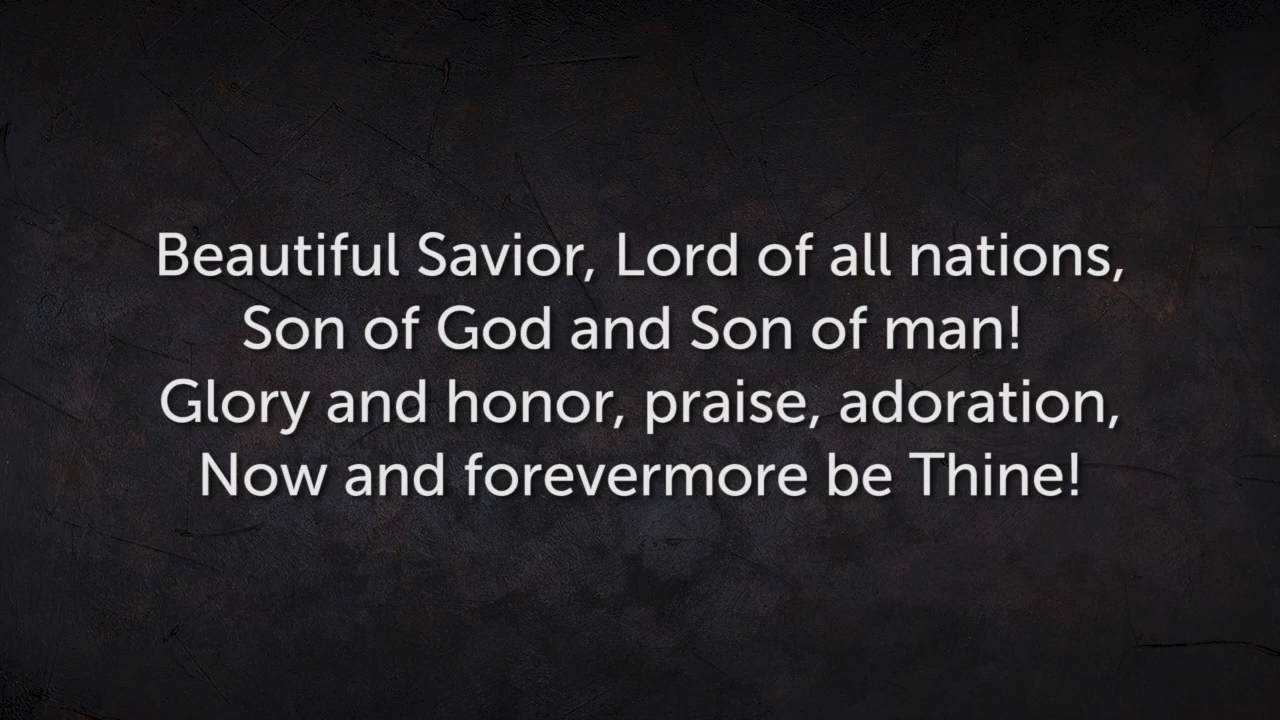 Beautiful Savior, Lord of all nations,
Son of God and Son of man!
Glory and honor, praise, adoration,
Now and forevermore be Thine!